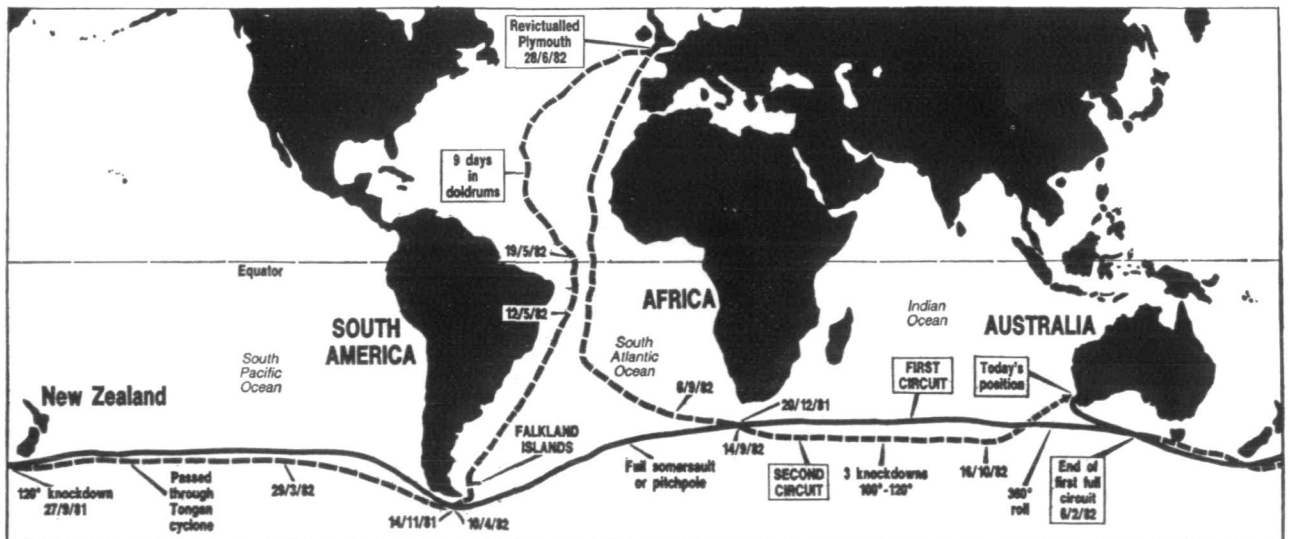 Revictualled
Plymouth
28/6/82
9 days
in
doldrums
19/5/82
Equator
12/5/82
AFRICA
Indian
Ocean
SOUTH
AMERICA
AUSTRALIA
South
Pacific
Ocean
South
Atlantic
Ocean
FIRST
CIRCUIT
Today's
position
New Zealand
6/9/82
20/12/81
FALKLAND
ISLANDS
120° knockdown
27/9/81
Passed
through
Tongan
cyclone
29/3/82
14/11/81
10/4/82
Full somersault
or pitchpole
14/9/82
SECOND
CIRCUIT
3 knockdowns
100°-120°
16/10/82
360°
roll
End of
first full
circuit
6/2/82